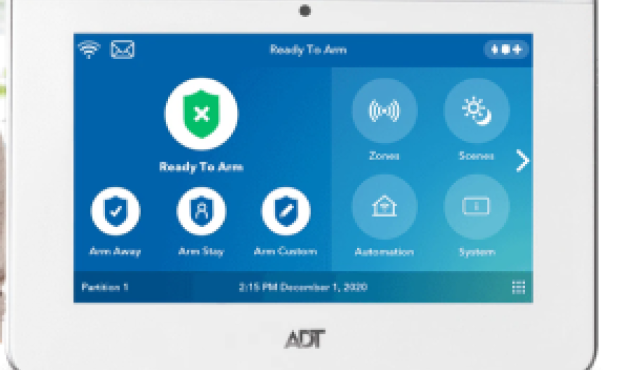 Ready To Arm
Ready To Arm
Zones
Scenes
Arm Away
Arm Stay
Arm Custom
Automation
System
Partition 1
2:15 PM December 1, 2020
ADT